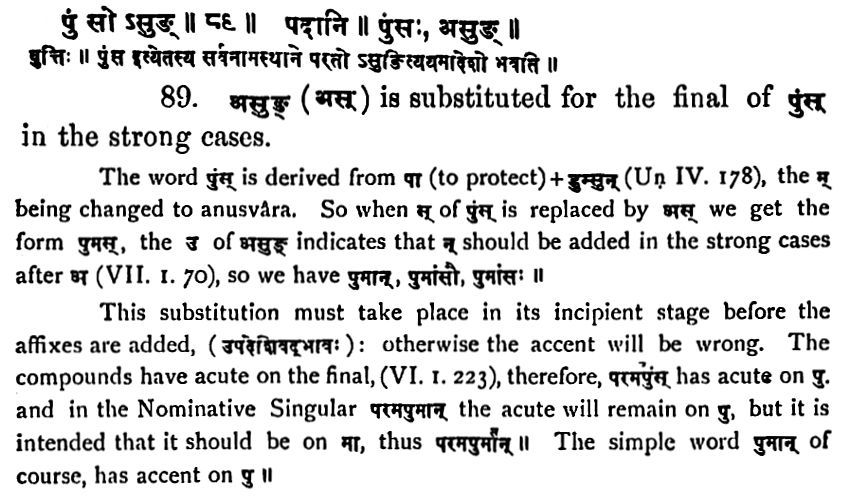 पुंसोऽसुङ् ॥ ८९ ॥ पदानि ॥ पुंसः, असुङ् ॥
वृत्तिः ॥ पुंस इत्येतस्य सर्वनामस्थाने परतो ऽसुङित्ययमादेशो भवति ॥
89. असुङ् (अस्) is substituted for the final of पुंस्
in the strong cases.
The word पुंस् is derived from पा (to protect)+डुम्सुन् (Uṇ IV. 178), the म्
being changed to anusvâra. So when स् of पुंस् is replaced by अस् we get the
form पुमस्, the उ of असुङ् indicates that न् should be added in the strong cases
after अ (VII. 1. 70), so we have पुमान्, पुमांसौ, पुमांसः ॥
This substitution must take place in its incipient stage before the
affixes are added, (उपदेशिवद्भावः): otherwise the accent will be wrong. The
compounds have acute on the final, (VI. 1. 223), therefore, परमपुंस् has acute on पु.
and in the Nominative Singular परमपुमान् the acute will remain on पु, but it is
intended that it should be on मा, thus परमपुमा॑न् ॥ The simple word पुमान् of
course, has accent on पु ॥